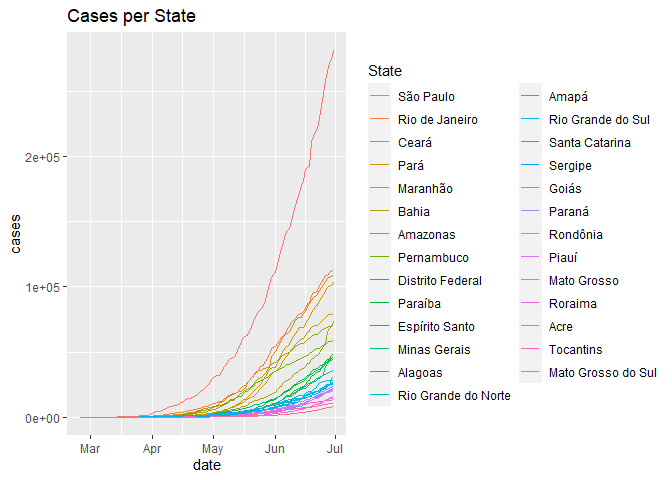 Cases per State
cases
2e+05
1e+05
0e+00
Mar Apr May Jun Jul
date
State
São Paulo
Rio de Janeiro
Ceará
Pará
Maranhão
Bahia
Amazonas
Pernambuco
Distrito Federal
Paraíba
Espírito Santo
Minas Gerais
Alagoas
Rio Grande do Norte
Amapá
Rio Grande do Sul
Santa Catarina
Sergipe
Goiás
Paraná
Rondônia
Piauí
Mato Grosso
Roraima
Acre
Tocantins
Mato Grosso do Sul